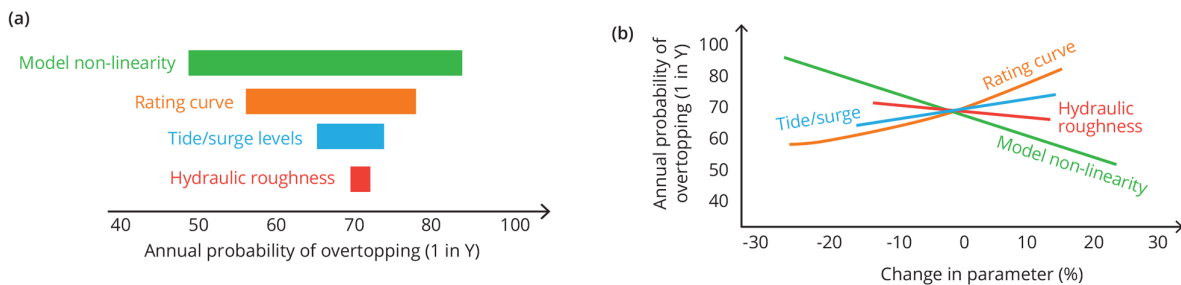 (a)
Model non-linearity
Rating curve
Tide/surge levels
Hydraulic roughness
40 50 60 70 80 100
Annual probability of overtopping (1 in Y)
(b)
Annual probability of
overtopping (1 in Y)
100
80
70
60
50
40
Rating curve
Tide/surge
Hydraulic
roughness
Model non-linearity
-30 -20 -10 0 10 20 30
Change in parameter (%)